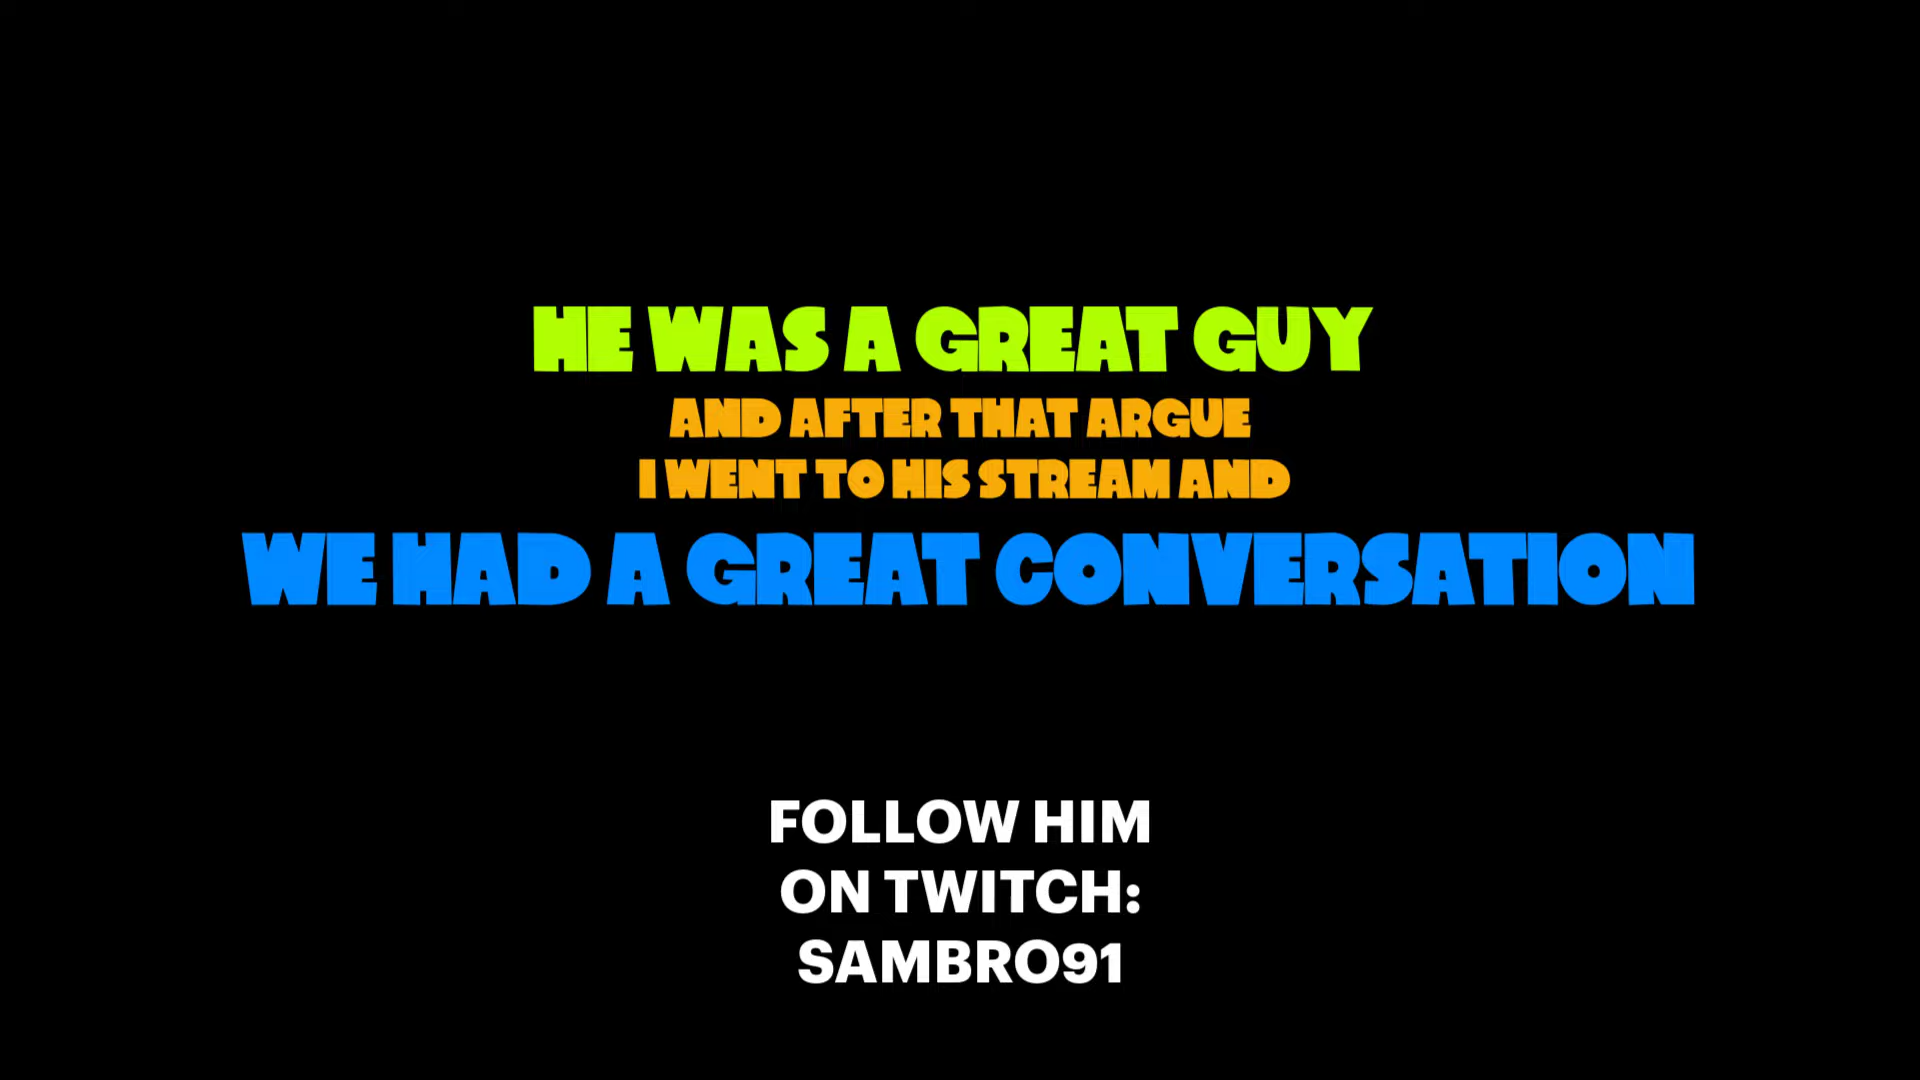 HE WAS A GREAT GUY
AND AFTER THAT ARGUE
I WENT TO HIS STREAM AND
WE HAD A GREAT CONVERSATION
FOLLOW HIM
ON TWITCH:
SAMBRO91